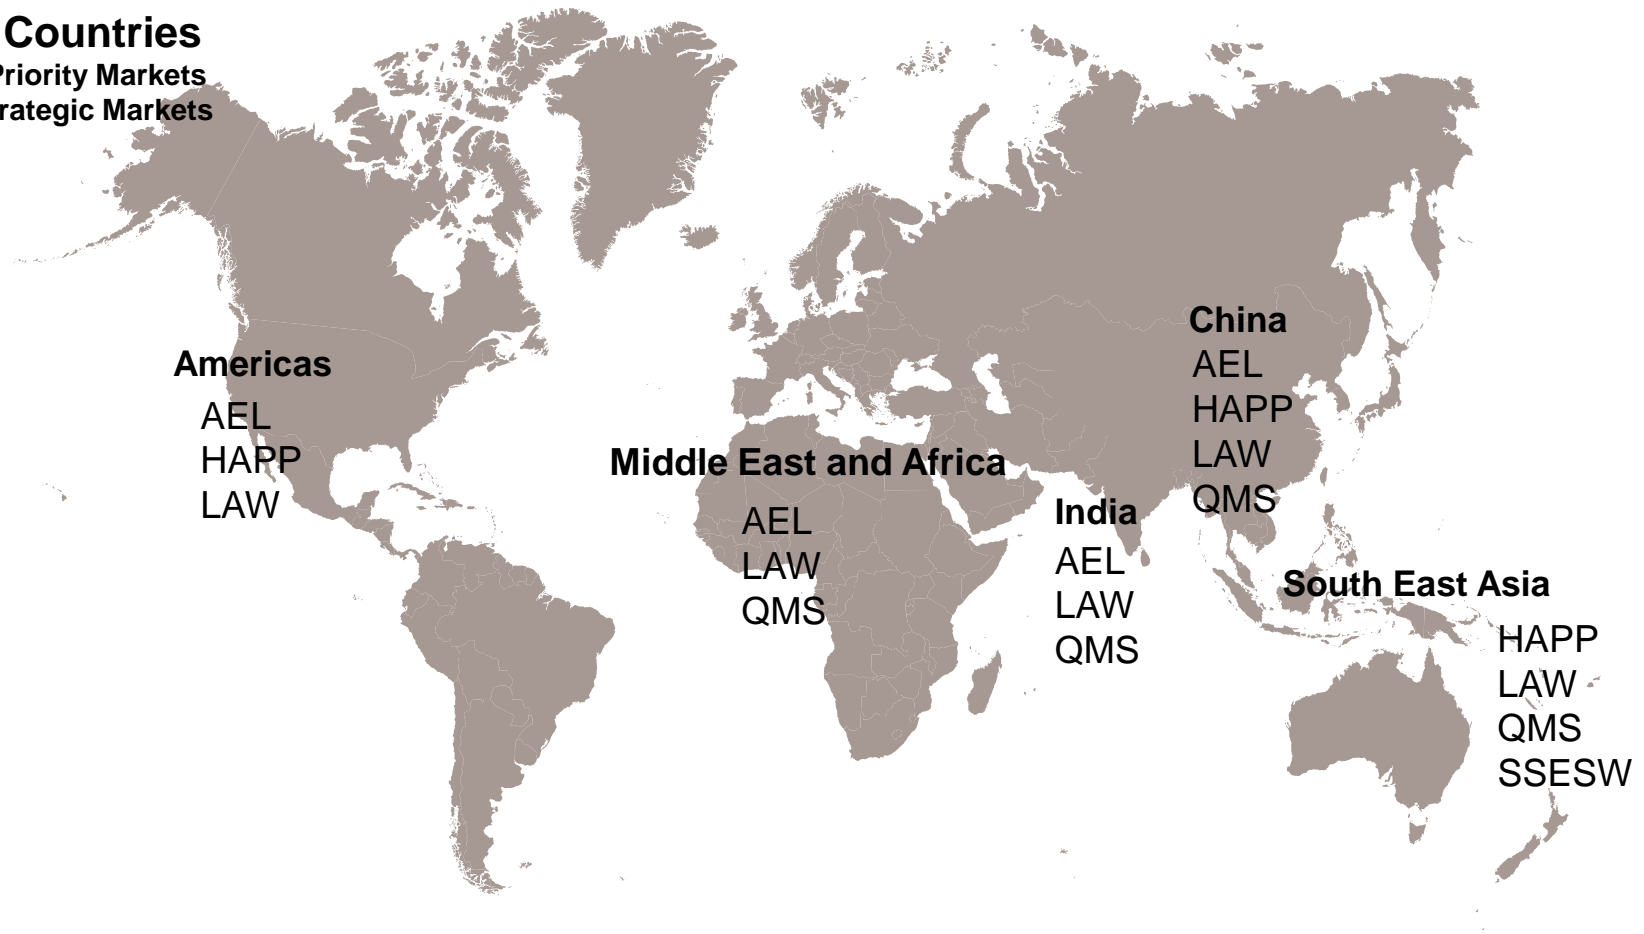 Countries
Priority Markets
rategic Markets
Americas
AEL
HAPP
LAW
Middle East and Africa
AEL
LAW
QMS
India
AEL
LAW
QMS
China
AEL
HAPP
LAW
QMS
South East Asia
HAPP
LAW
QMS
SSESW